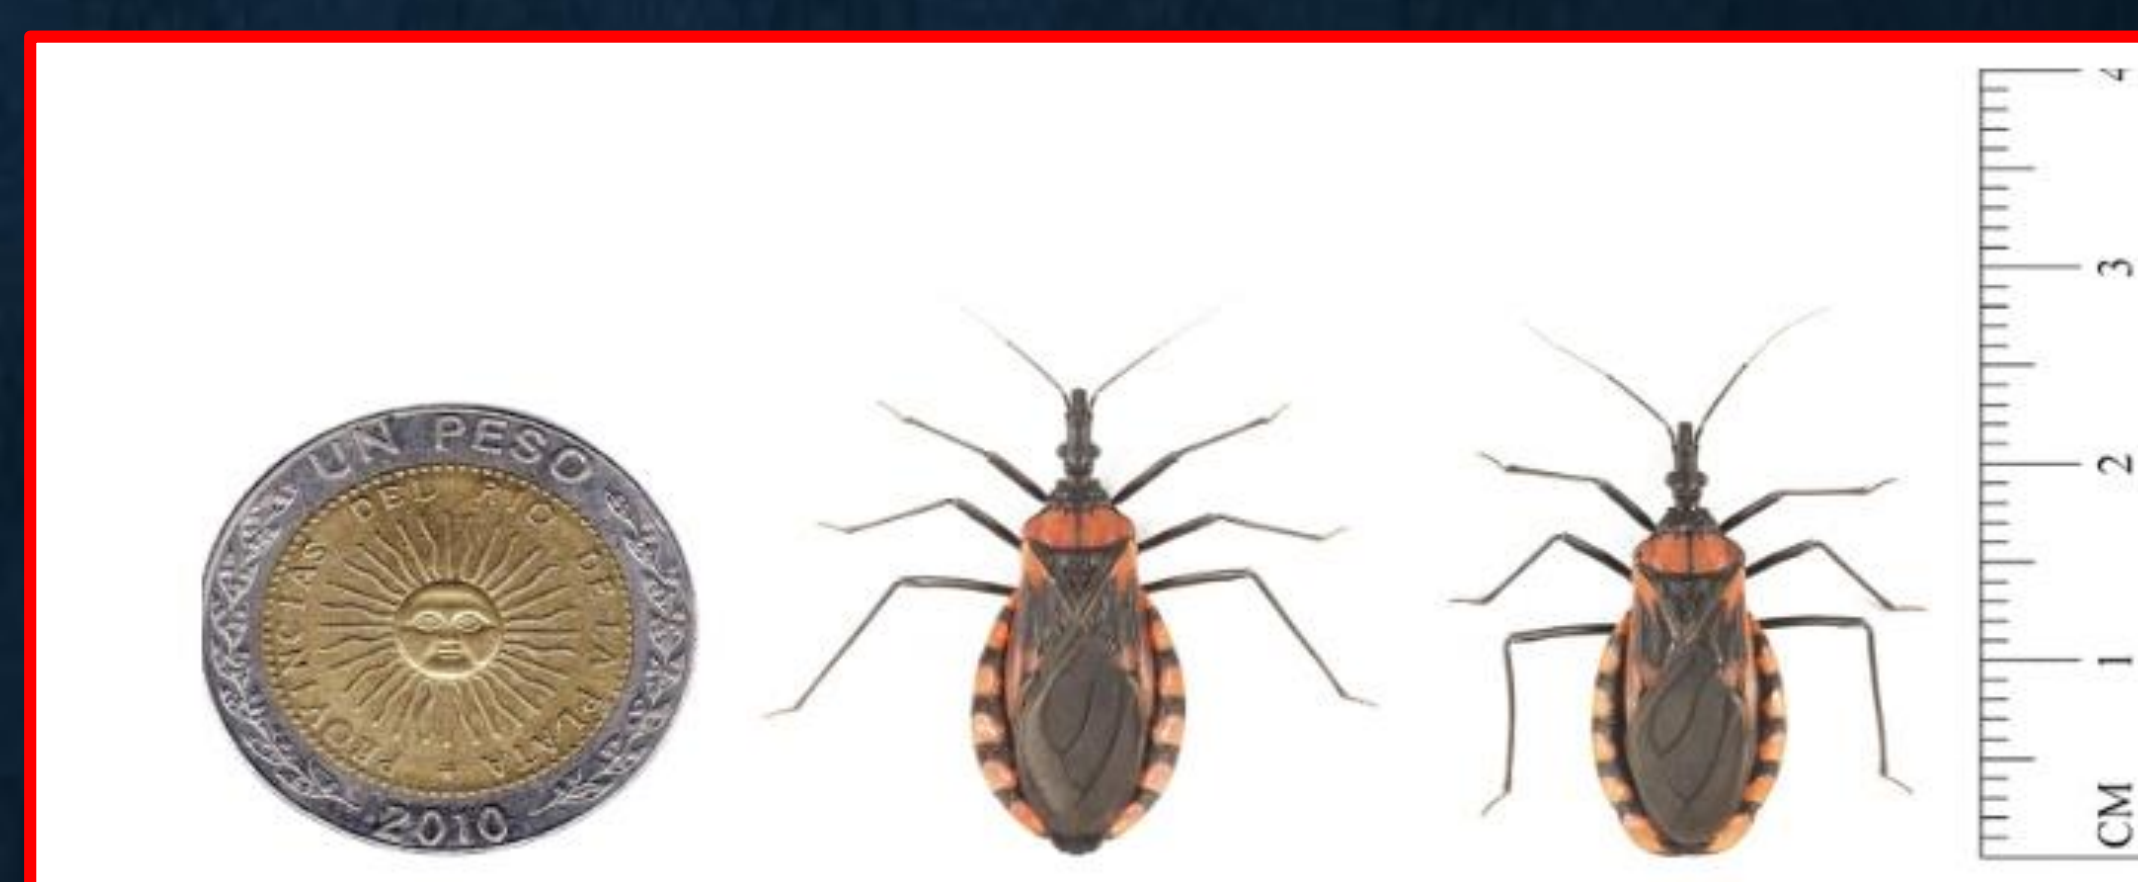 UN PESO
PROVINCIAS DEL RIO DE LA PLATA
2010
4
3
2
1
CM